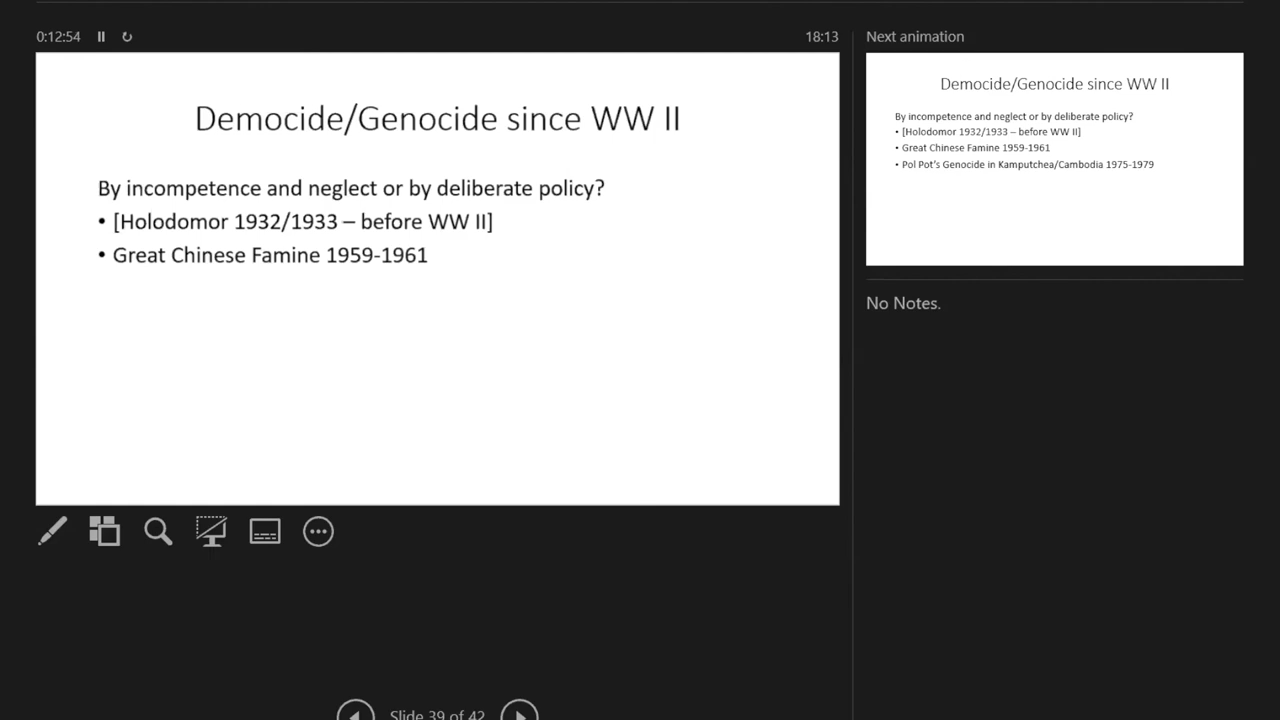 0:12:54
18:13
Democide/Genocide since WW II
By incompetence and neglect or by deliberate policy?
• [Holodomor 1932/1933 – before WW II]
• Great Chinese Famine 1959-1961
Slide 39 of 42
Next animation
Democide/Genocide since WW II
By incompetence and neglect or by deliberate policy?
• [Holodomor 1932/1933 – before WW II]
• Great Chinese Famine 1959-1961
• Pol Pot's Genocide in Kamputchea/Cambodia 1975-1979
No Notes.